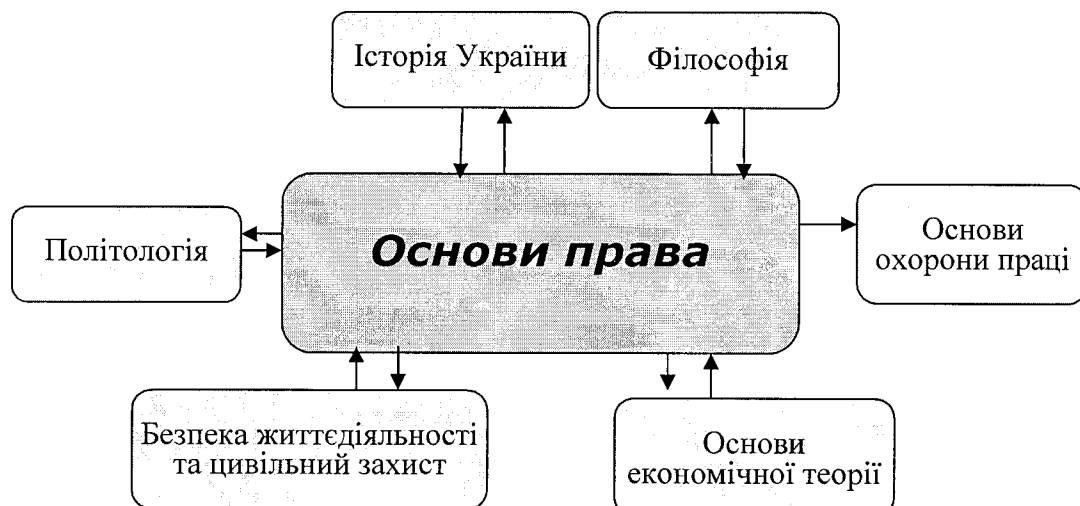 Історія України
Філософія
Політологія
Основи права
Основи
охорони праці
Безпека життєдіяльності
та цивільний захист
Основи
економічної теорії